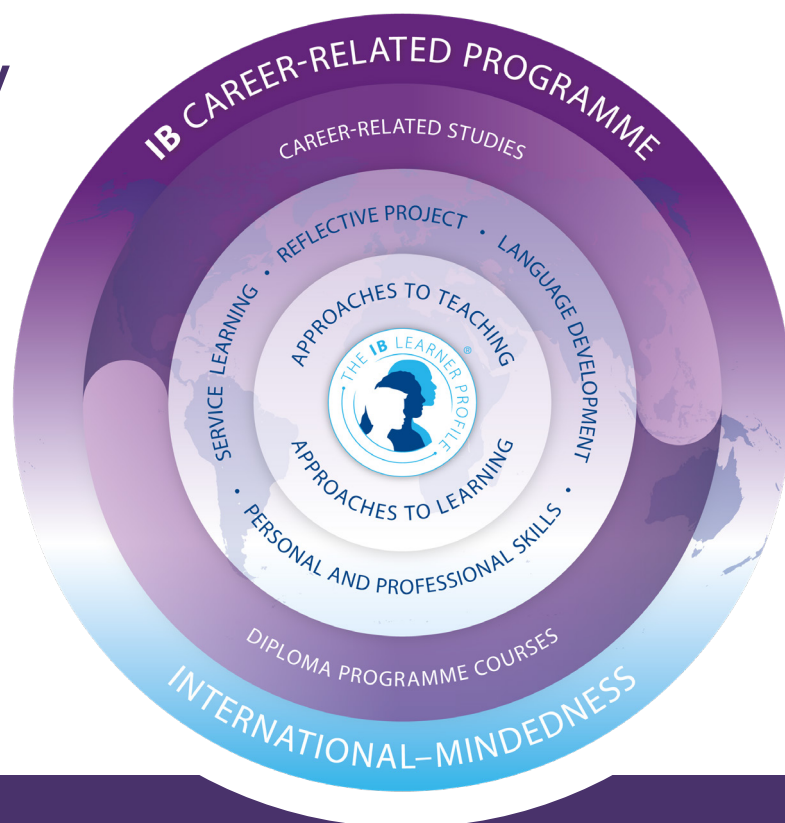 IB CAREER-RELATED PROGRAMME
CAREER-RELATED STUDIES
SERVICE LEARNING • REFLECTIVE PROJECT • LANGUAGE DEVELOPMENT
APPROACHES TO TEACHING
THE IB LEARNER PROFILE ®
APPROACHES TO LEARNING
• PERSONAL AND PROFESSIONAL SKILLS •
DIPLOMA PROGRAMME COURSES
INTERNATIONAL–MINDEDNESS